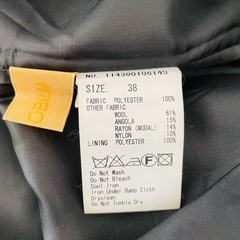 NO. 114300106140
SIZE. 38
FABRIC POLYESTER 100%
OTHER FABRIC
WOOL 61%
ANGOLA 15%
RAYON (MODAL) 14%
NYLON 10%
LINING POLYESTER 100%
Do Not Wash
Do Not Bleach
Cool Iron
Iron Under Damp Cloth
Dryclean
Do Not Tumble Dry